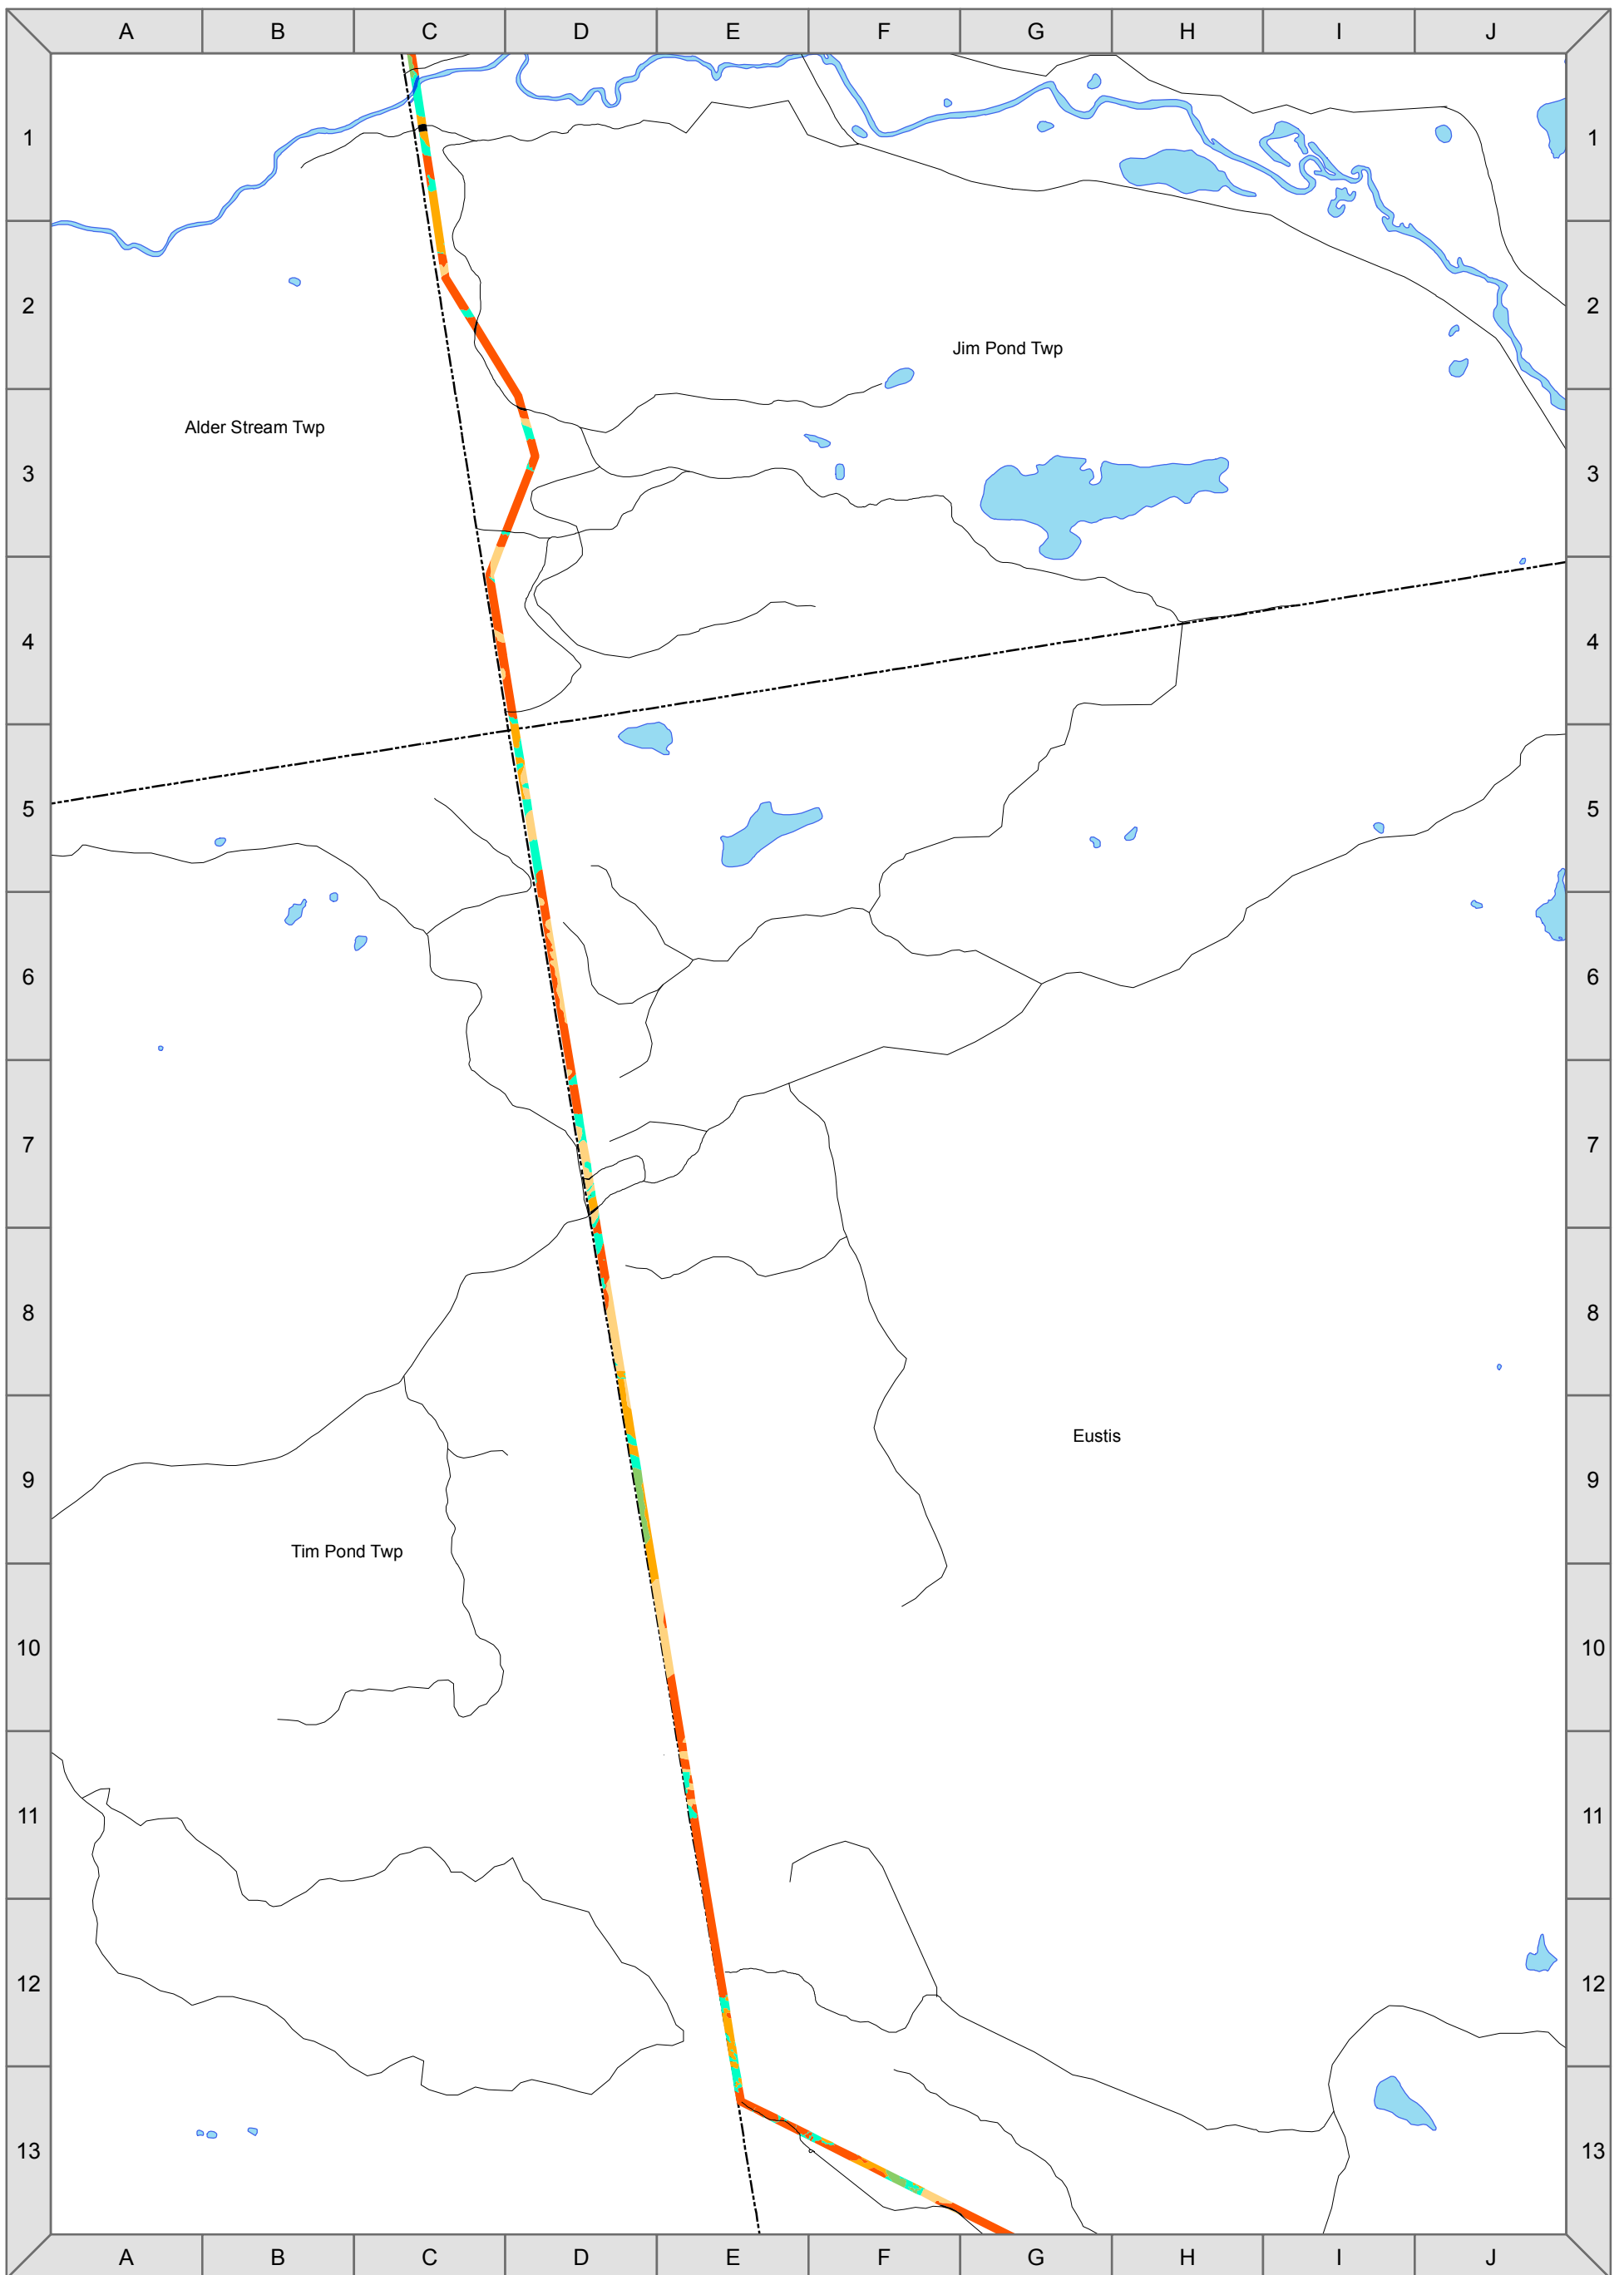 A B C D E F G H I J
1 1
2 2
Jim Pond Twp
Alder Stream Twp
3 3
4 4
5 5
6 6
7 7
8 8
Eustis
9 9
Tim Pond Twp
10 10
11 11
12 12
13 13
A B C D E F G H I J